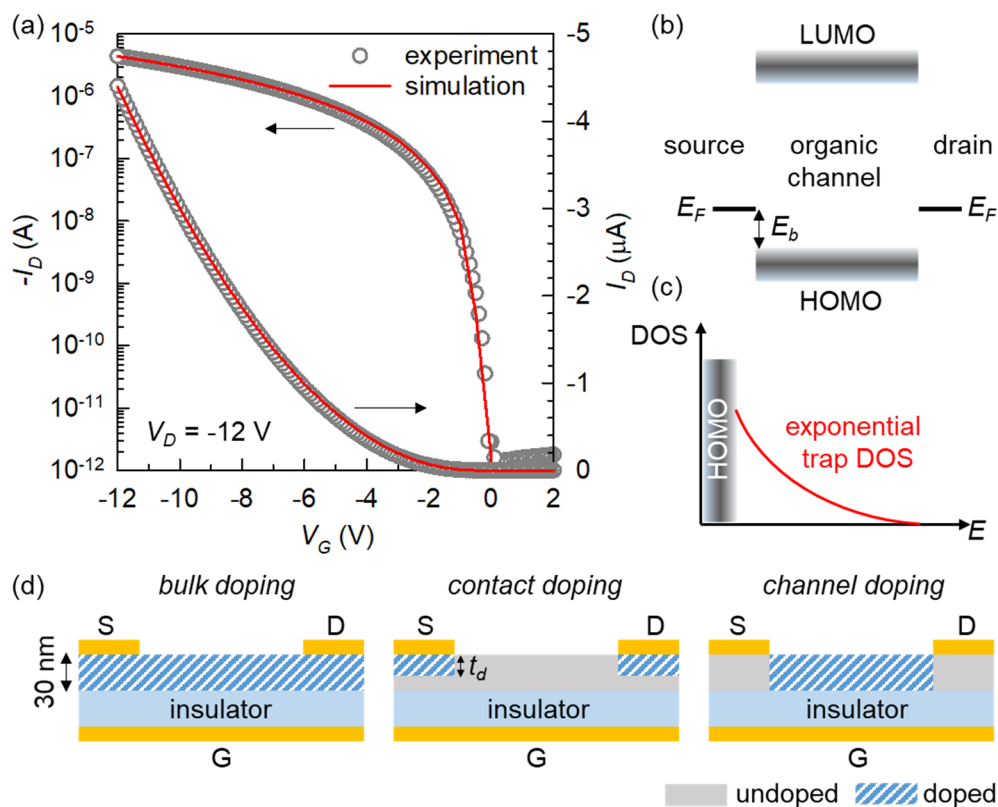 (a)
10⁻⁵
10⁻⁶
10⁻⁷
10⁻⁸
10⁻⁹
10⁻¹⁰
10⁻¹¹
10⁻¹²
-I_D (A)
experiment
simulation
V_D = -12 V
-5
-4
-3
-2
-1
0
I_D (μA)
-12 -10 -8 -6 -4 -2 0 2
V_G (V)
(b)
LUMO
source organic drain
channel
E_F E_F
E_b
HOMO
(c)
DOS
HOMO
exponential
trap DOS
E
(d)
bulk doping
S D
30 nm
insulator
G
contact doping
S D
t_d
insulator
G
channel doping
S D
insulator
G
undoped doped